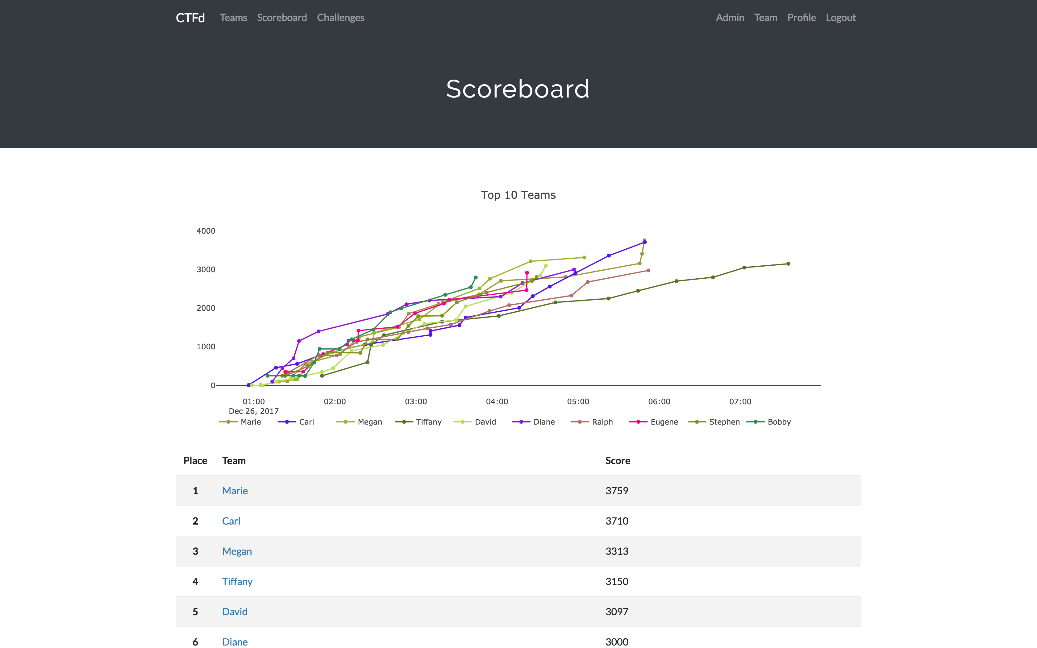 CTFd Teams Scoreboard Challenges Admin Team Profile Logout
Scoreboard
Top 10 Teams
4000
3000
2000
1000
0
01:00 02:00 03:00 04:00 05:00 06:00 07:00
Dec 26, 2017
Marie Carl Megan Tiffany David Diane Ralph Eugene Stephen Bobby
Place Team Score
1 Marie 3759
2 Carl 3710
3 Megan 3313
4 Tiffany 3150
5 David 3097
6 Diane 3000